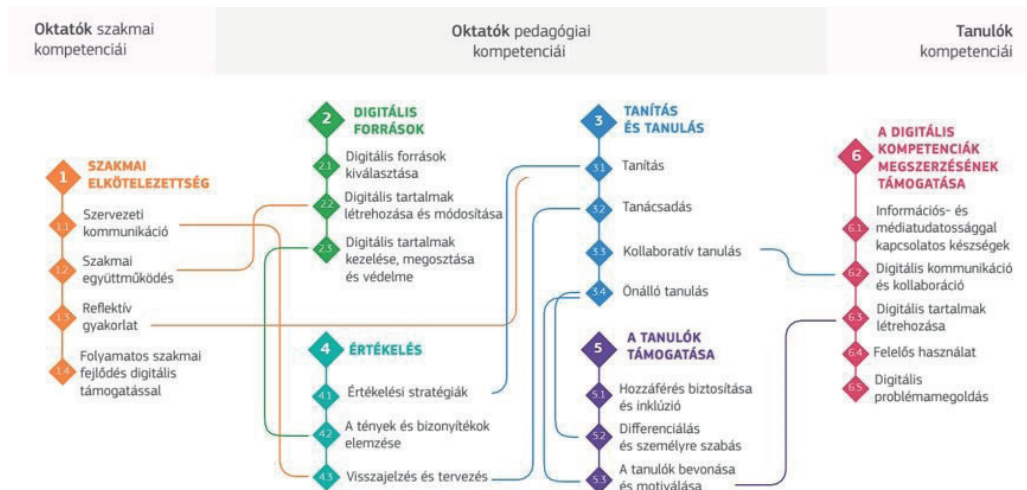 Oktatók szakmai
kompetenciái
Oktatók pedagógiai
kompetenciái
Tanulók
kompetenciái
1
SZAKMAI
ELKÖTELEZETTSÉG
1.1
Szervezeti
kommunikáció
1.2
Szakmai
együttműködés
1.3
Reflektív
gyakorlat
1.4
Folyamatos szakmai
fejlődés digitális
támogatással
2
DIGITÁLIS
FORRÁSOK
2.1
Digitális források
kiválasztása
2.2
Digitális tartalmak
létrehozása és módosítása
2.3
Digitális tartalmak
kezelése, megosztása
és védelme
4
ÉRTÉKELÉS
4.1
Értékelési stratégiák
4.2
A tények és bizonyítékok
elemzése
4.3
Visszajelzés és tervezés
3
TANÍTÁS
ÉS TANULÁS
3.1
Tanítás
3.2
Tanácsadás
3.3
Kollaboratív tanulás
3.4
Önálló tanulás
5
A TANULÓK
TÁMOGATÁSA
5.1
Hozzáférés biztosítása
és inklúzió
5.2
Differenciálás
és személyre szabás
5.3
A tanulók bevonása
és motiválása
6
A DIGITÁLIS
KOMPETENCIÁK
MEGSZERZÉSÉNEK
TÁMOGATÁSA
6.1
Információs- és
médiatudatossággal
kapcsolatos készségek
6.2
Digitális kommunikáció
és kollaboráció
6.3
Digitális tartalmak
létrehozása
6.4
Felelős használat
6.5
Digitális
problémamegoldás